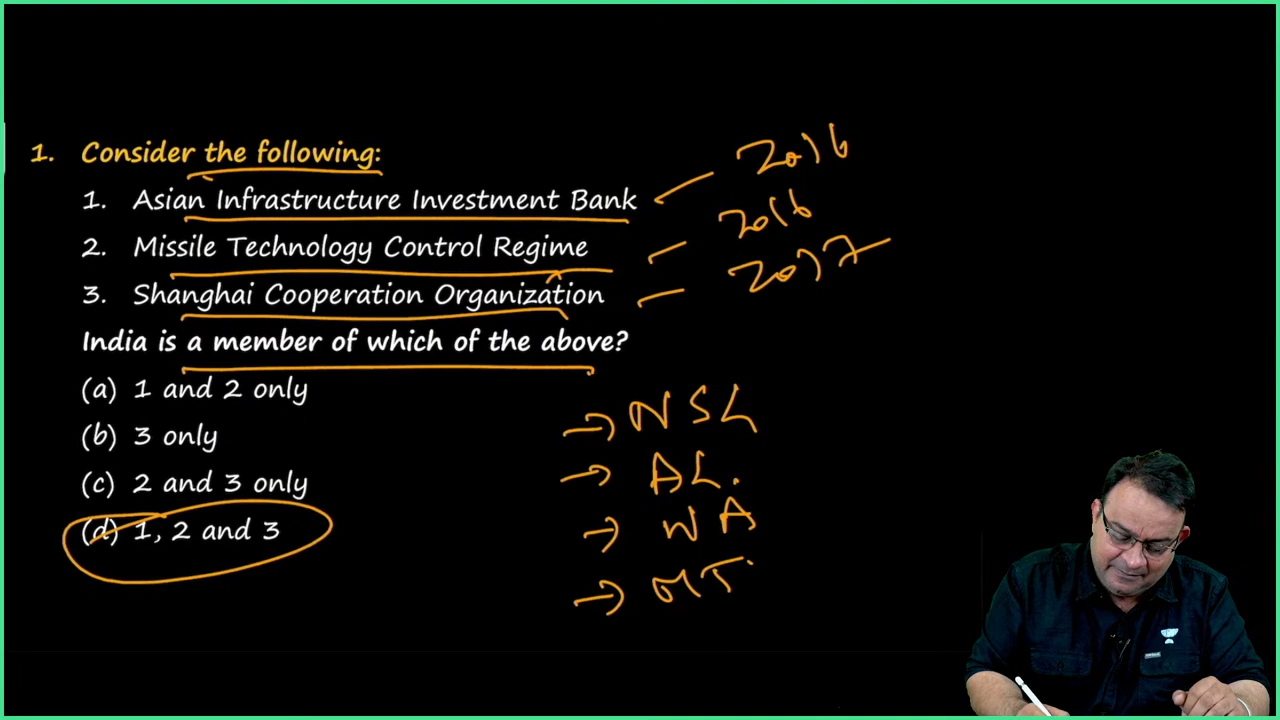 1. Consider the following:
1. Asian Infrastructure Investment Bank
2016
2. Missile Technology Control Regime
2016
3. Shanghai Cooperation Organization
2017
India is a member of which of the above?
(a) 1 and 2 only
(b) 3 only
(c) 2 and 3 only
(d) 1, 2 and 3
→ NSG
→ AG.
→ WA
→ MT